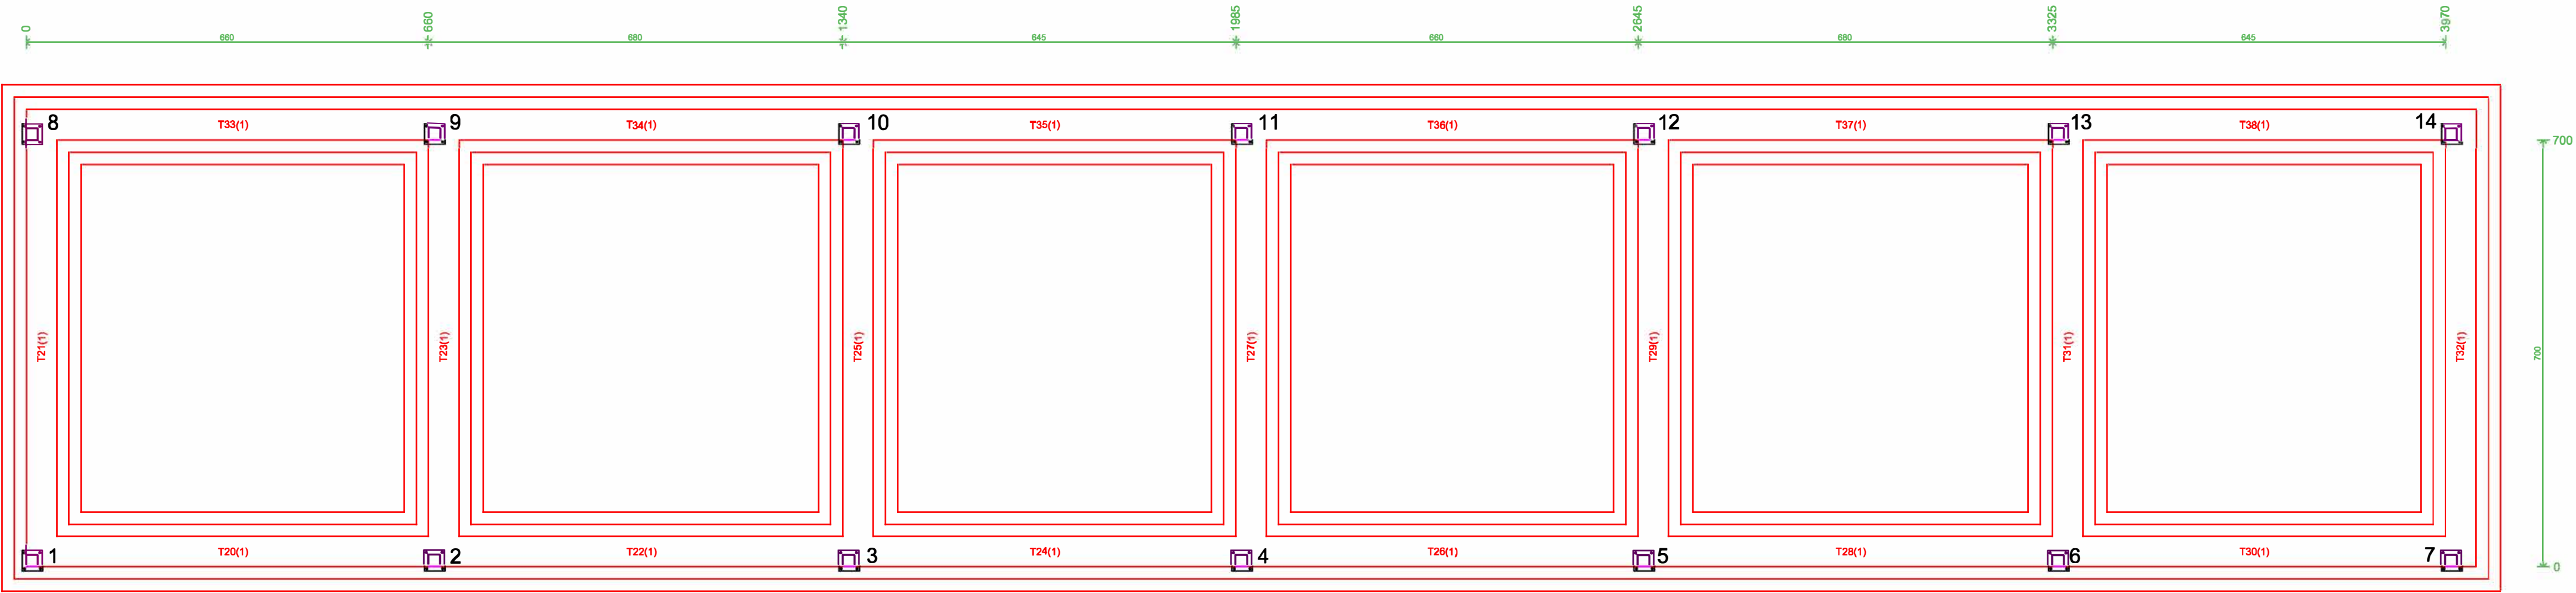 0 660 1340 1985 2645 3325 3970
660 680 645 660 680 645
8 T33(1) 9 T34(1) 10 T35(1) 11 T36(1) 12 T37(1) 13 T38(1) 14
700
T21(1) T23(1) T25(1) T27(1) T29(1) T31(1) T32(1) 700
1 T20(1) 2 T22(1) 3 T24(1) 4 T26(1) 5 T28(1) 6 T30(1) 7
0